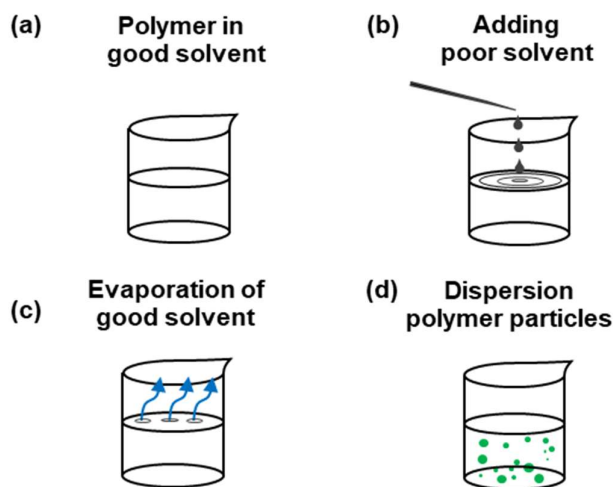 (a)
Polymer in
good solvent
(b)
Adding
poor solvent
(c)
Evaporation of
good solvent
(d)
Dispersion
polymer particles